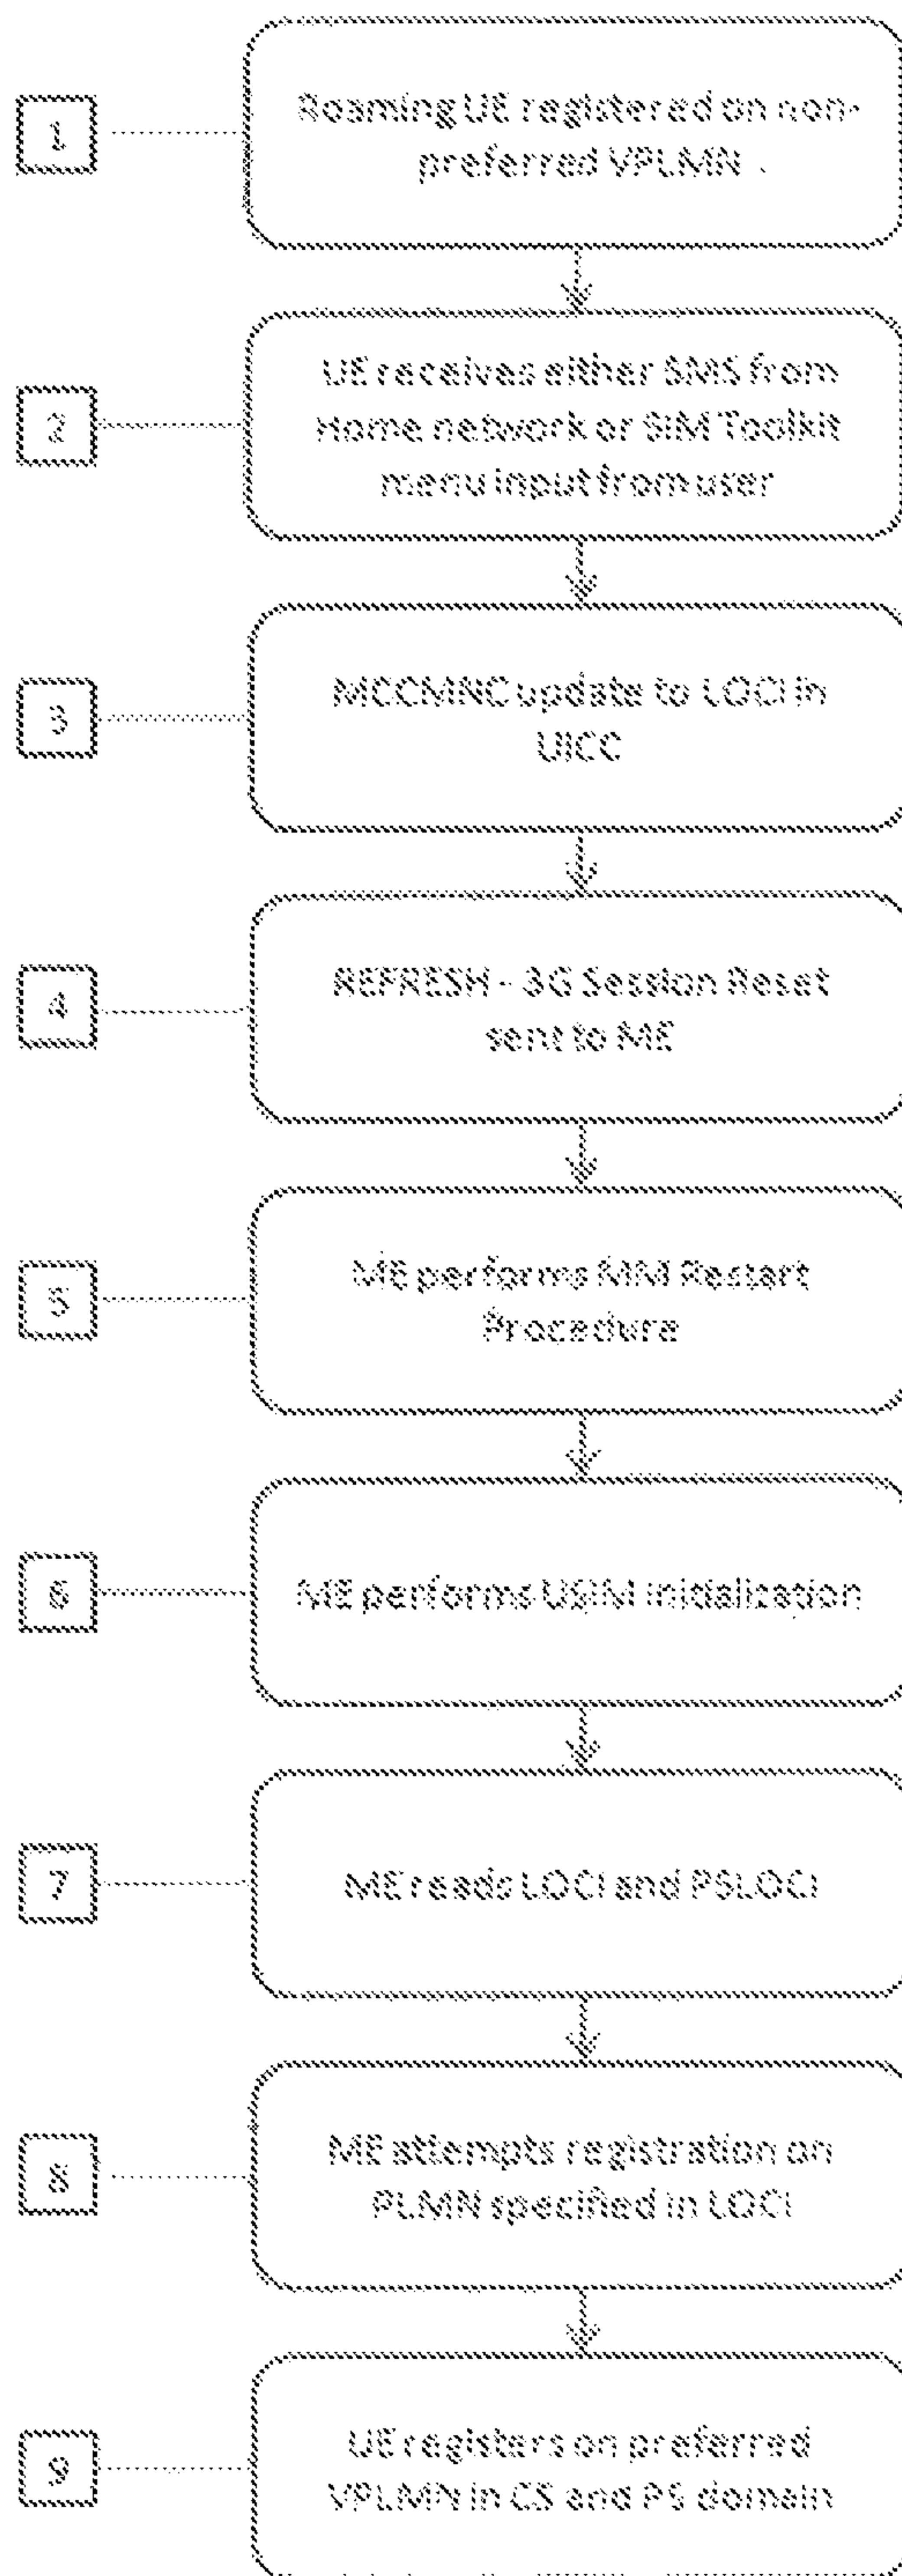 1
Roaming UE registered on non-
preferred VPLMN .
2
UE receives either SMS from
Home network or SIM Toolkit
menu input from user
3
MCCMNC update to LOCI in
UICC
4
REFRESH - 3G Session Reset
sent to ME
5
ME performs MM Restart
Procedure
6
ME performs USIM initialization
7
ME reads LOCI and PSLOCI
8
ME attempts registration on
PLMN specified in LOCI
9
UE registers on preferred
VPLMN in CS and PS domain